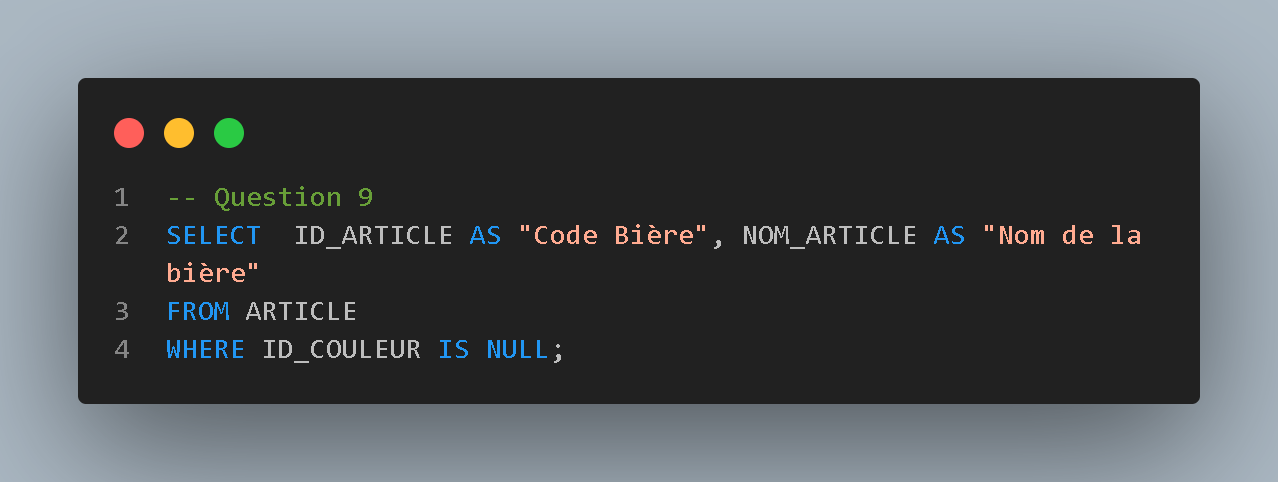 1 -- Question 9
2 SELECT  ID_ARTICLE AS "Code Bière", NOM_ARTICLE AS "Nom de la
bière"
3 FROM ARTICLE
4 WHERE ID_COULEUR IS NULL;